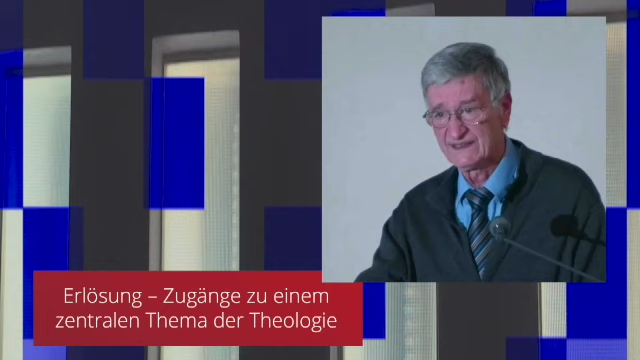 Erlösung – Zugänge zu einem
zentralen Thema der Theologie